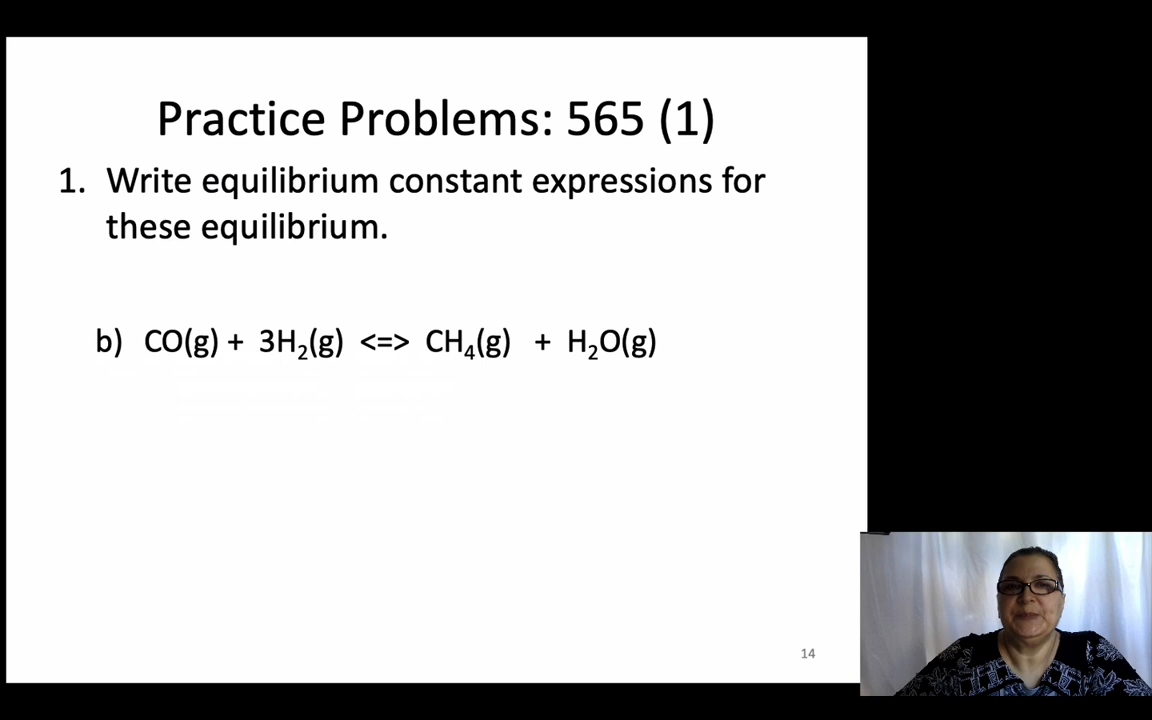 Practice Problems: 565 (1)
1. Write equilibrium constant expressions for
these equilibrium.
b) CO(g) + 3H₂(g) <=> CH₄(g) + H₂O(g)
14